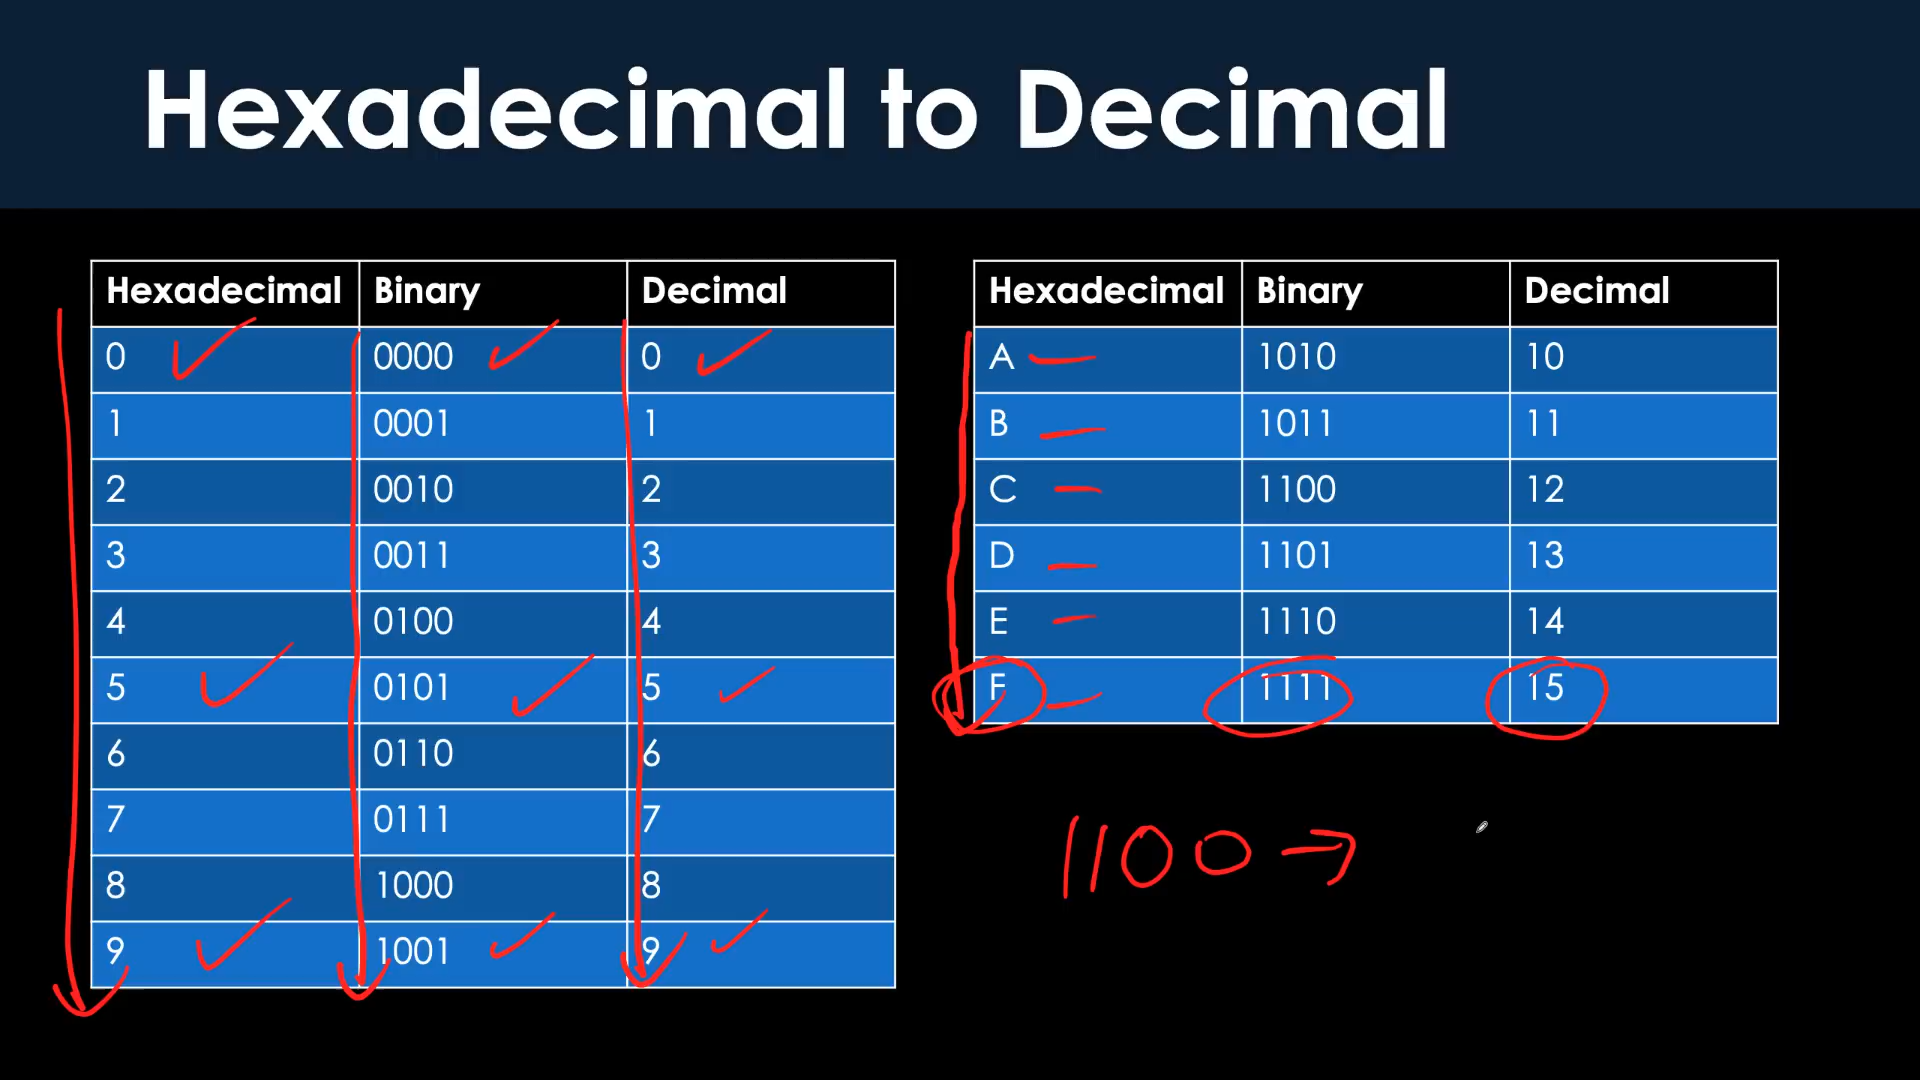 Hexadecimal to Decimal
Hexadecimal Binary Decimal
0 0000 0
1 0001 1
2 0010 2
3 0011 3
4 0100 4
5 0101 5
6 0110 6
7 0111 7
8 1000 8
9 1001 9
Hexadecimal Binary Decimal
A 1010 10
B 1011 11
C 1100 12
D 1101 13
E 1110 14
F 1111 15
1100 →